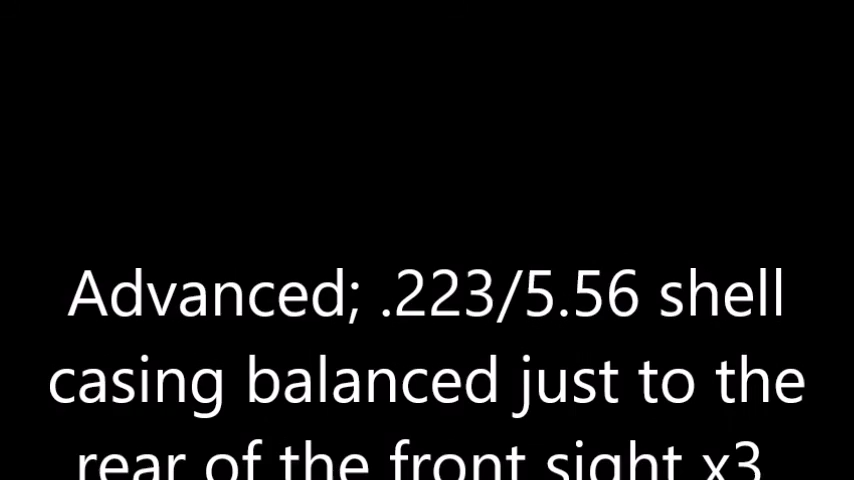 Advanced; .223/5.56 shell
casing balanced just to the
rear of the front sight x3